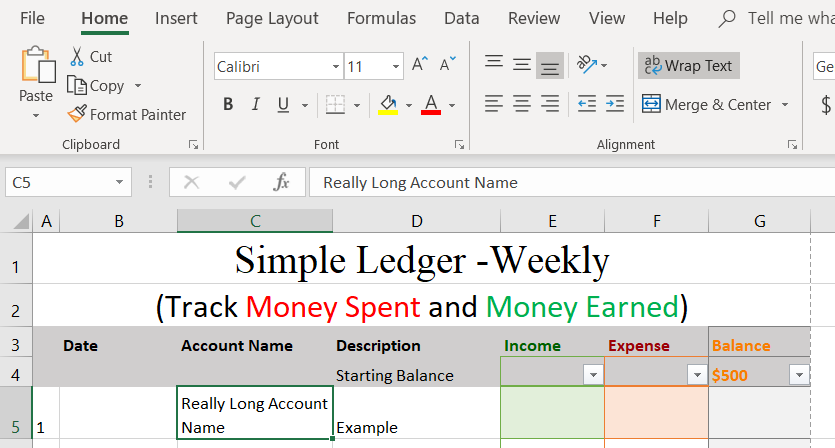 File Home Insert Page Layout Formulas Data Review View Help Tell me wha
Cut
Calibri 11 A A ab Wrap Text Ge
Paste Copy
B I U A Merge & Center $
Format Painter
Clipboard Font Alignment
C5 fx Really Long Account Name
A B C D E F G
1 Simple Ledger -Weekly
2 (Track Money Spent and Money Earned)
3 Date Account Name Description Income Expense Balance
4 Starting Balance $500
Really Long Account
5 1 Name Example